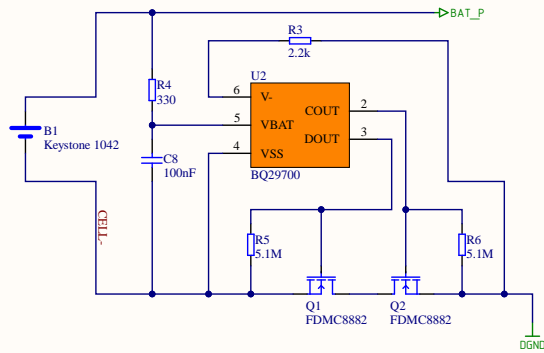 BAT_P
R3
2.2k
U2
R4
330
6
V-
COUT
2
5
VBAT
DOUT
3
4
VSS
BQ29700
B1
Keystone 1042
C8
100nF
CELL-
R5
5.1M
R6
5.1M
Q1
FDMC8882
Q2
FDMC8882
DGND